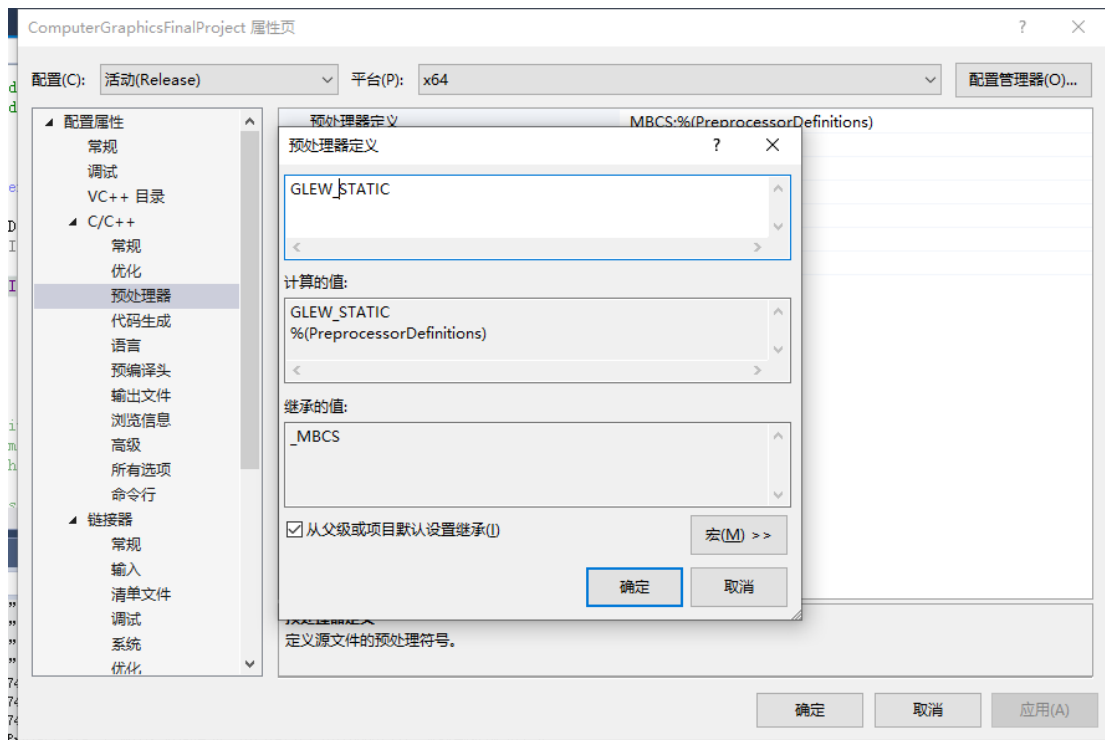 ComputerGraphicsFinalProject 属性页
配置(C): 活动(Release) 平台(P): x64 配置管理器(O)...
配置属性
常规
调试
VC++ 目录
C/C++
常规
优化
预处理器
代码生成
语言
预编译头
输出文件
浏览信息
高级
所有选项
命令行
链接器
常规
输入
清单文件
调试
系统
优化
预处理器定义 MBCS;%(PreprocessorDefinitions)
预处理器定义
GLEW_STATIC
计算的值:
GLEW_STATIC
%(PreprocessorDefinitions)
继承的值:
_MBCS
从父级或项目默认设置继承(I)
宏(M) >>
确定 取消
预处理器定义
定义源文件的预处理符号。
确定 取消 应用(A)